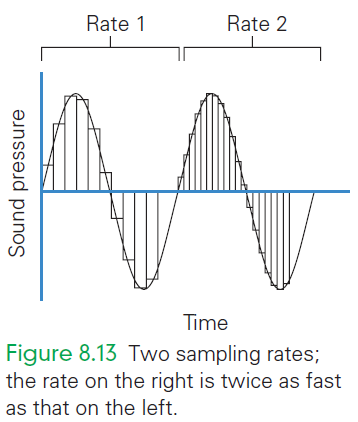 Rate 1
Rate 2
Sound pressure
Time
Figure 8.13 Two sampling rates;
the rate on the right is twice as fast
as that on the left.